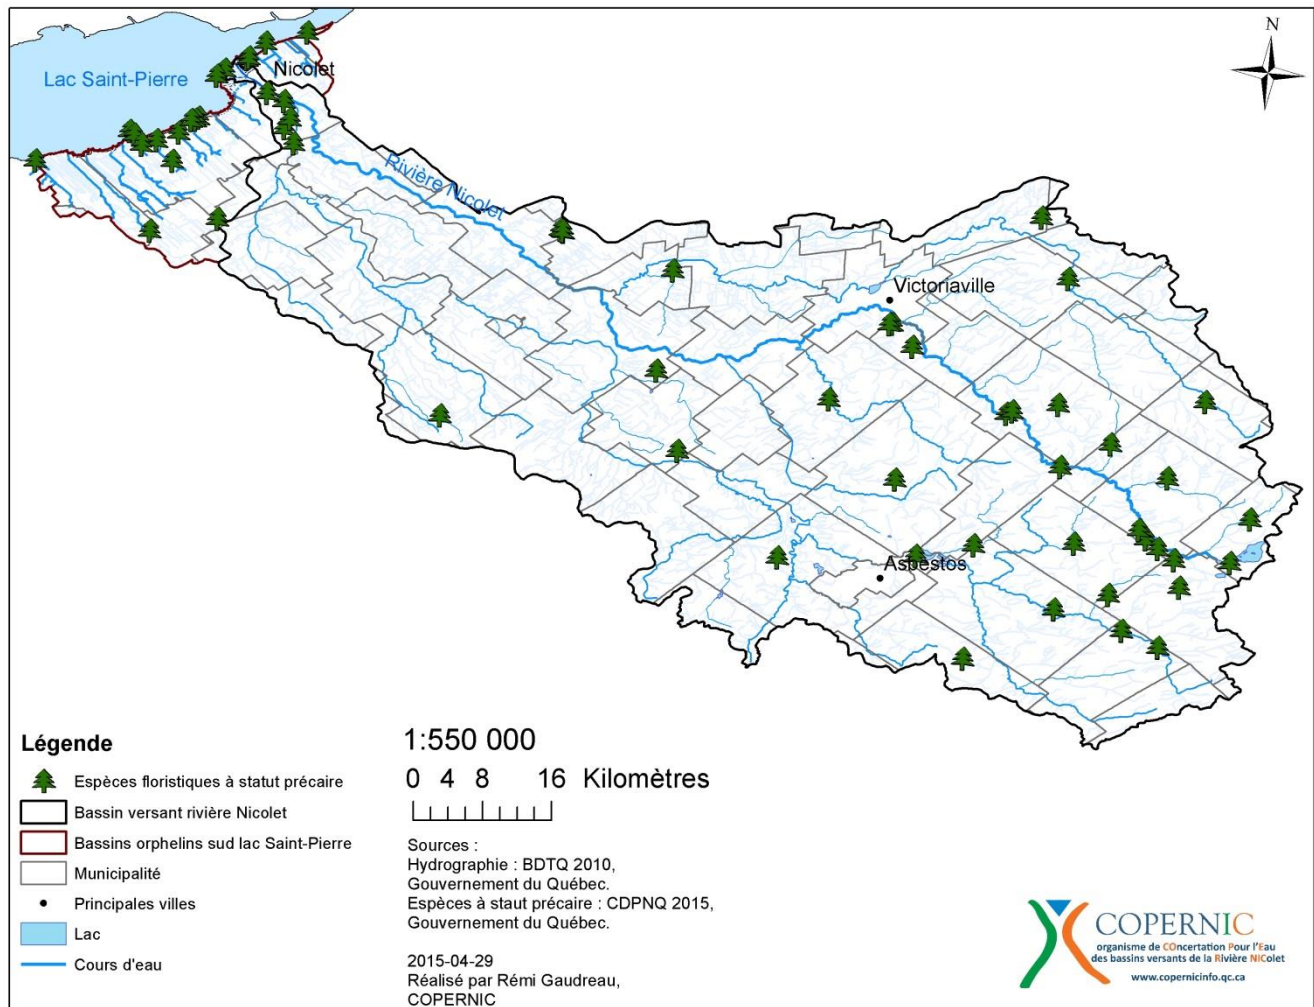 N
Lac Saint-Pierre
Nicolet
Rivière Nicolet
Victoriaville
Asbestos
Légende
Espèces floristiques à statut précaire
Bassin versant rivière Nicolet
Bassins orphelins sud lac Saint-Pierre
Municipalité
Principales villes
Lac
Cours d'eau
1:550 000
0 4 8 16 Kilomètres
Sources :
Hydrographie : BDTQ 2010,
Gouvernement du Québec.
Espèces à staut précaire : CDPNQ 2015,
Gouvernement du Québec.
2015-04-29
Réalisé par Rémi Gaudreau,
COPERNIC
COPERNIC
organisme de COncertation Pour l'Eau
des bassins versants de la Rivière NIColet
www.copernicinfo.qc.ca